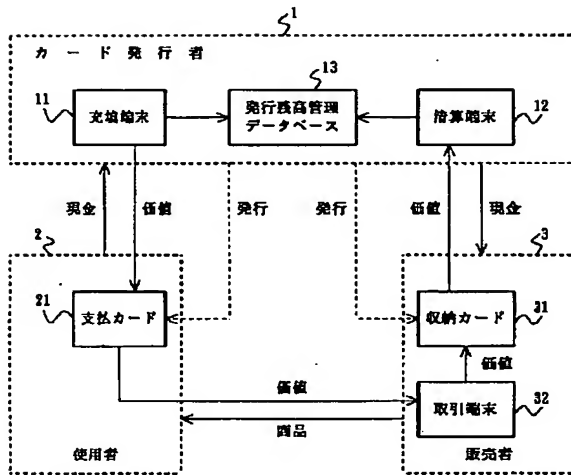 1
カード発行者
13
11
充填端末
発行残高管理
データベース
清算端末
12
現金
価値
発行
発行
価値
現金
2
3
21
支払カード
収納カード
31
価値
価値
取引端末
32
商品
使用者
販売者